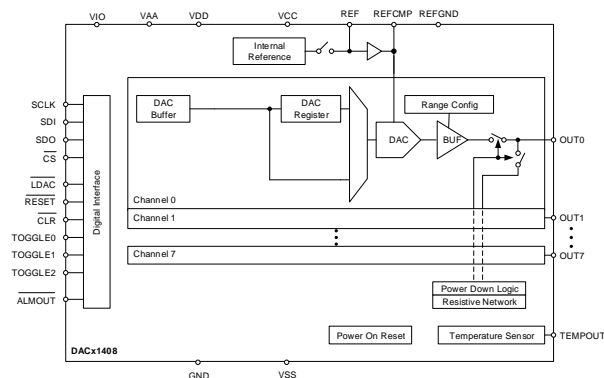 VIO
VAA
VDD
VCC
REF
REFCMP
REFGND
Internal
Reference
SCLK
SDI
SDO
CS
LDAC
RESET
CLR
TOGGLE0
TOGGLE1
TOGGLE2
ALMOUT
Digital Interface
DAC
Buffer
DAC
Register
Range Config
DAC
BUF
OUT0
Channel 0
Channel 1
OUT1
Channel 7
OUT7
Power Down Logic
Resistive Network
Power On Reset
Temperature Sensor
TEMPOUT
DACx1408
GND
VSS